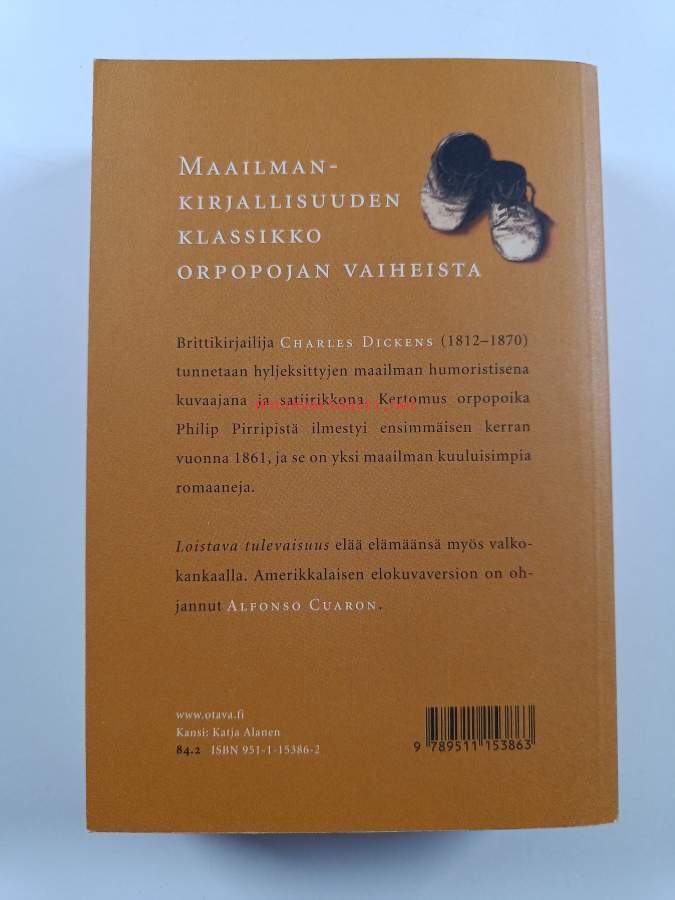 MAAILMAN-
KIRJALLISUUDEN
KLASSIKKO
ORPOPOJAN VAIHEISTA
Brittikirjailija CHARLES DICKENS (1812–1870)
tunnetaan hyljeksittyjen maailman humoristisena
kuvaajana ja satiirikkona. Kertomus orpopoika
Philip Pirripistä ilmestyi ensimmäisen kerran
vuonna 1861, ja se on yksi maailman kuuluisimpia
romaaneja.
Loistava tulevaisuus elää elämäänsä myös valko-
kankaalla. Amerikkalaisen elokuvaversion on oh-
jannut ALFONSO CUARON.
www.otava.fi
Kansi: Katja Alanen
84.2 ISBN 951-1-15386-2
9 789511 153863